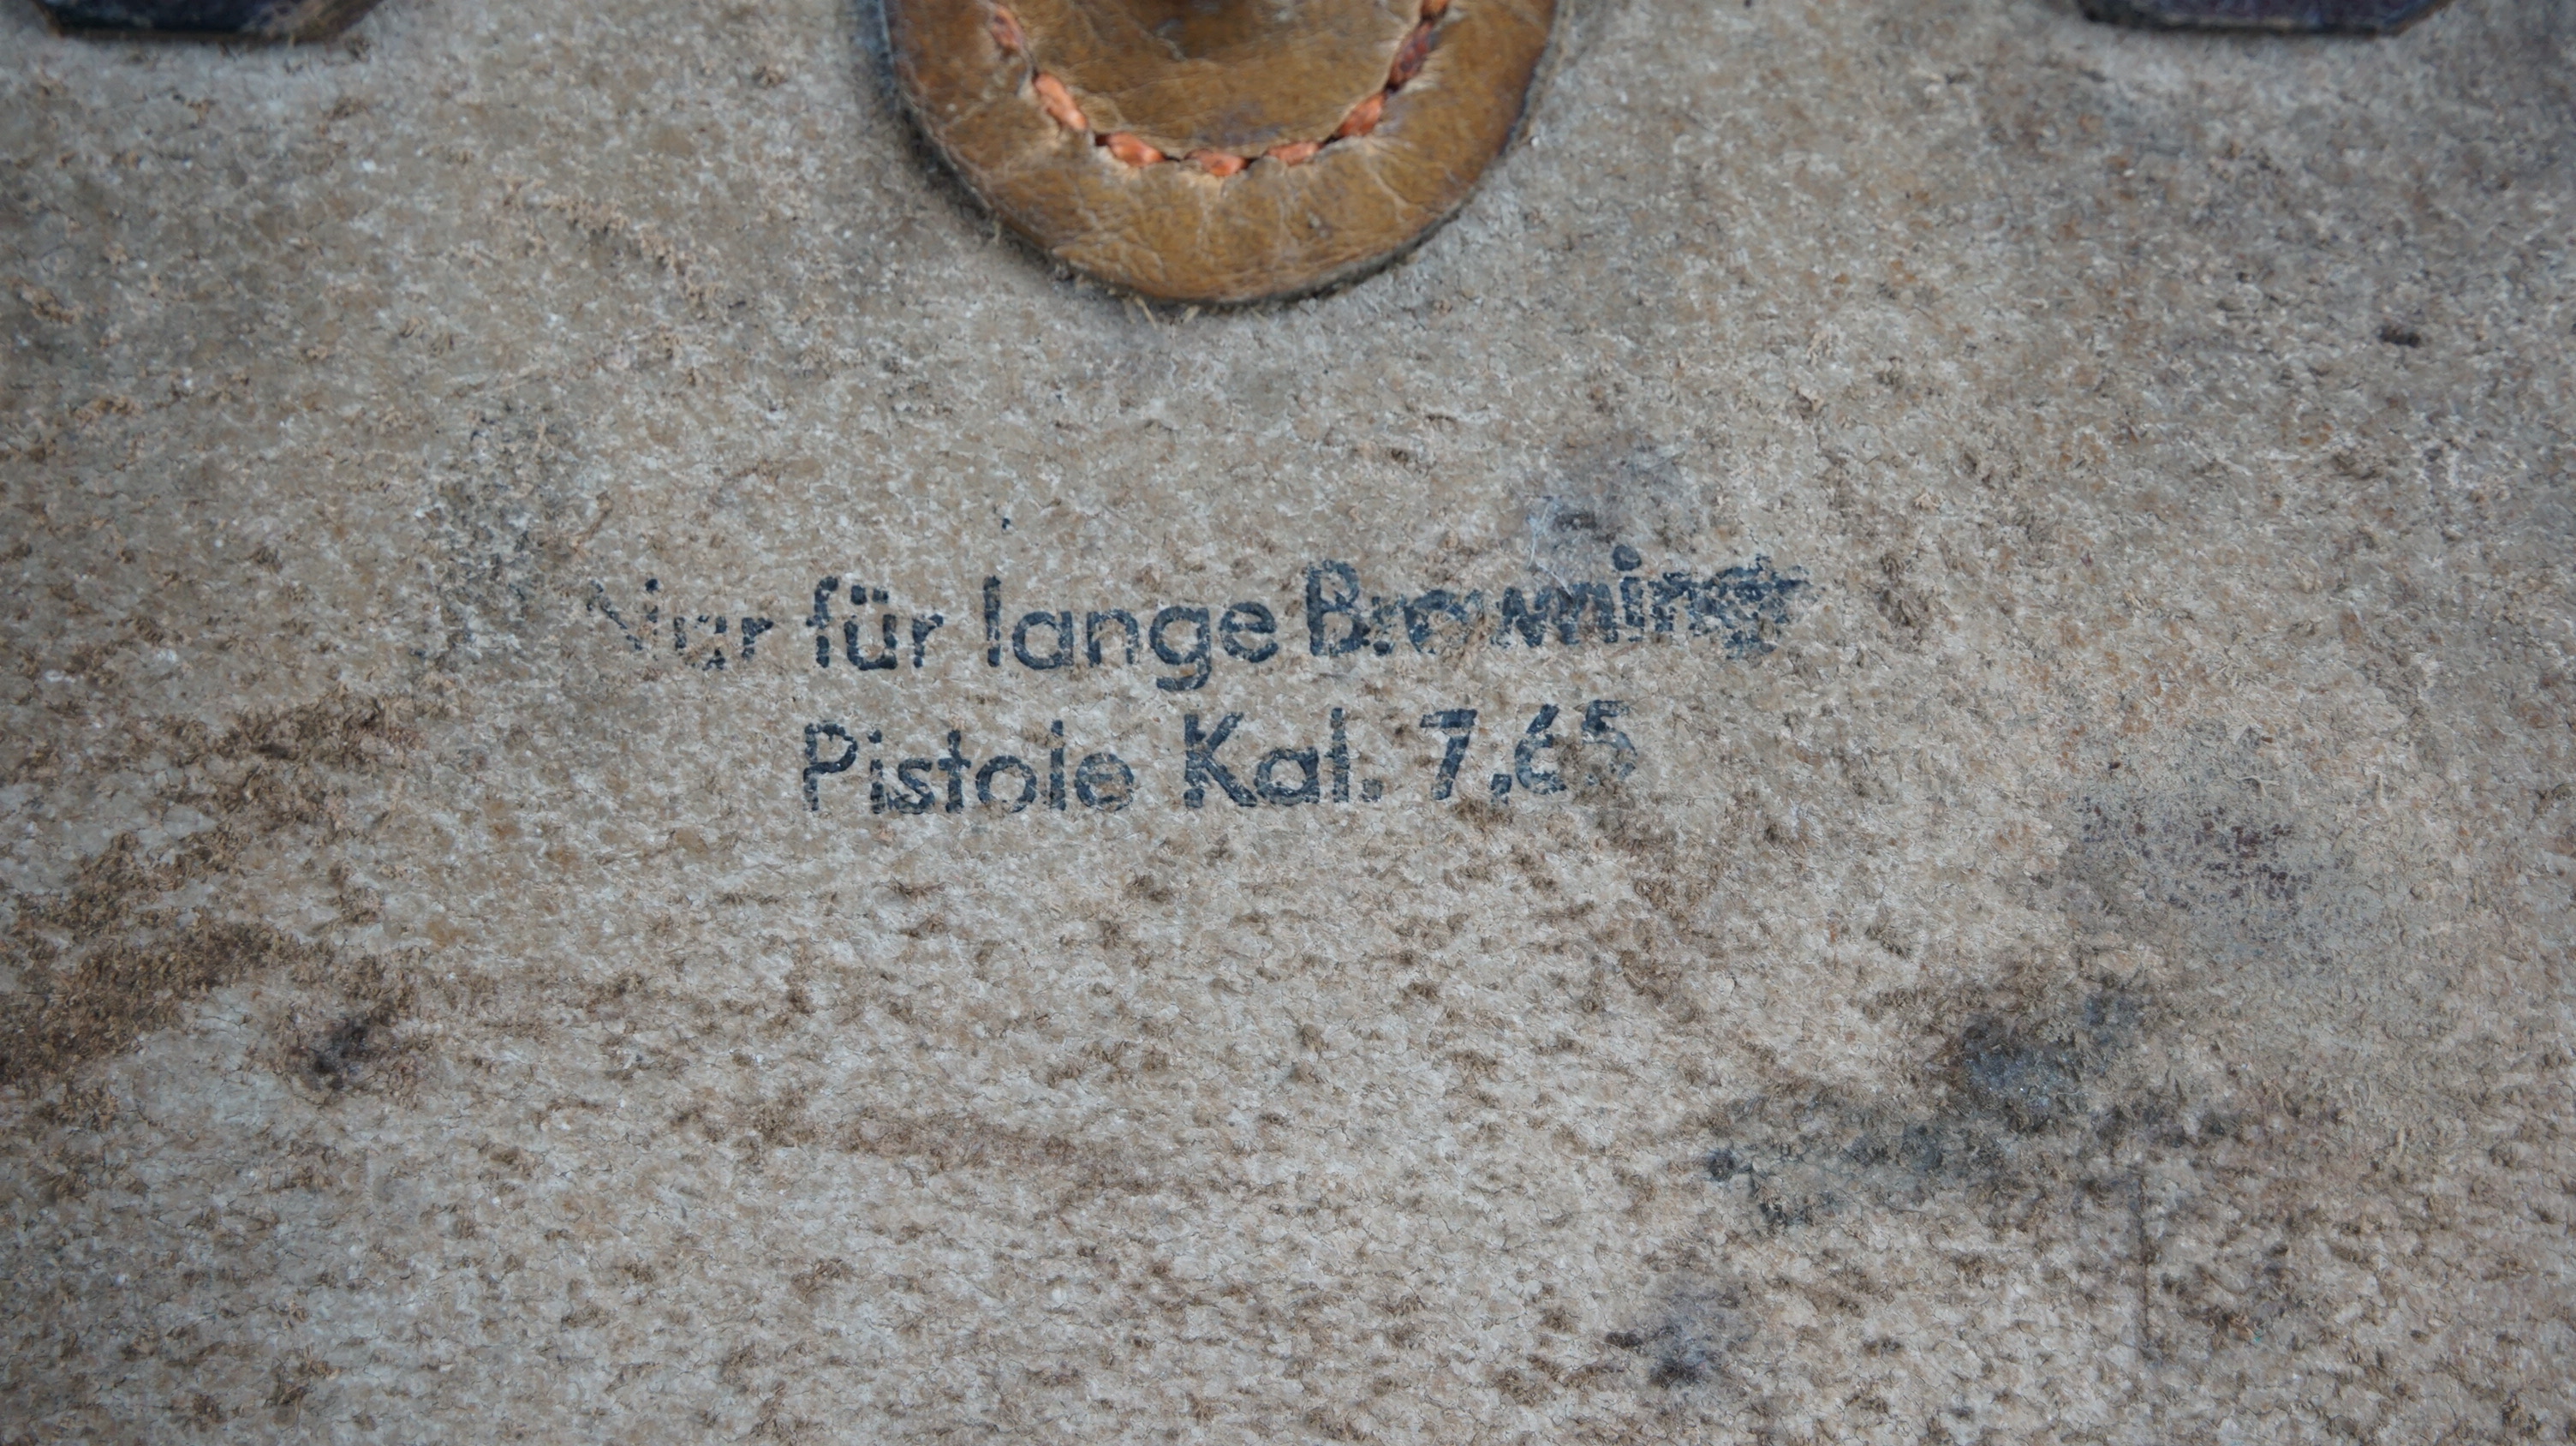 Nur für lange Browning
Pistole Kal. 7,65